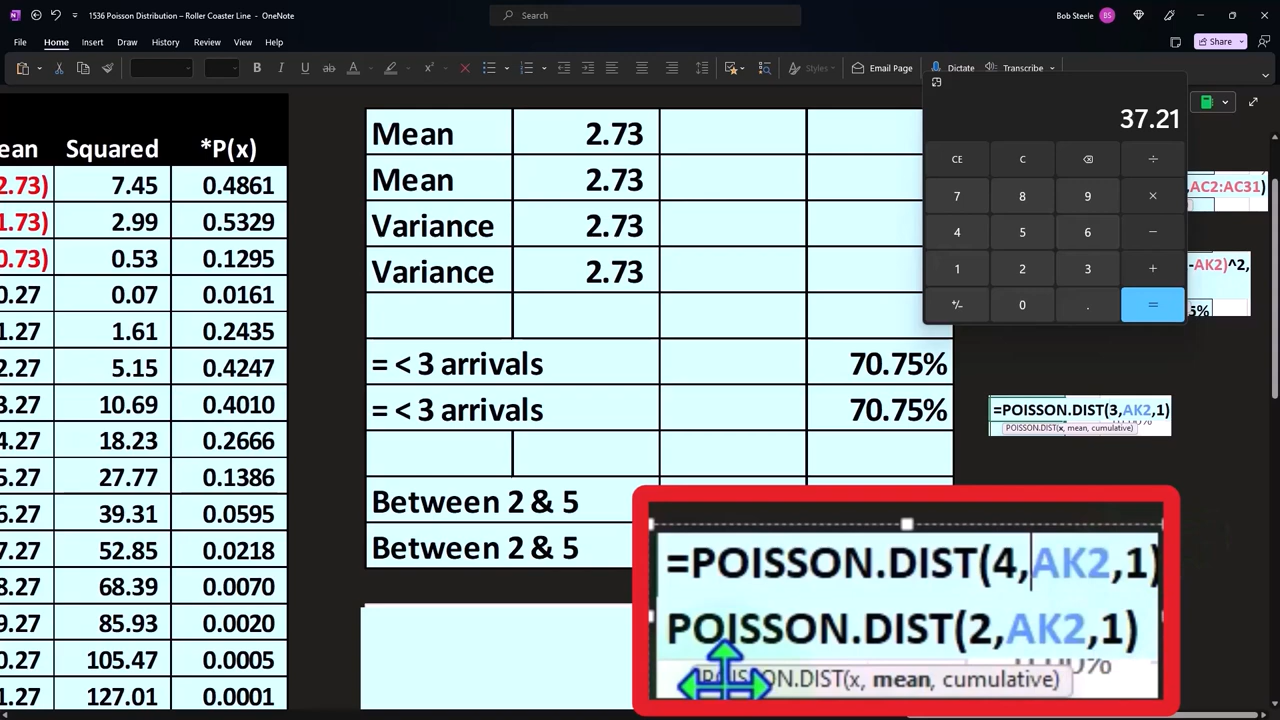 1536 Poisson Distribution – Roller Coaster Line - OneNote
Search
Bob Steele BS
File Home Insert Draw History Review View Help
Share
Styles Email Page Dictate Transcribe
37.21
CE C ÷
7 8 9 ×
4 5 6 −
1 2 3 +
+/- 0 . =
ean Squared *P(x)
2.73) 7.45 0.4861
1.73) 2.99 0.5329
0.73) 0.53 0.1295
0.27 0.07 0.0161
1.27 1.61 0.2435
2.27 5.15 0.4247
3.27 10.69 0.4010
4.27 18.23 0.2666
5.27 27.77 0.1386
6.27 39.31 0.0595
7.27 52.85 0.0218
8.27 68.39 0.0070
9.27 85.93 0.0020
0.27 105.47 0.0005
1.27 127.01 0.0001
Mean 2.73
Mean 2.73
Variance 2.73
Variance 2.73
= < 3 arrivals 70.75%
= < 3 arrivals 70.75%
Between 2 & 5
Between 2 & 5
,AC2:AC31)
-AK2)^2,
5%
=POISSON.DIST(3,AK2,1)
POISSON.DIST(x, mean, cumulative)
=POISSON.DIST(4,AK2,1)
POISSON.DIST(2,AK2,1)
POISSON.DIST(x, mean, cumulative)